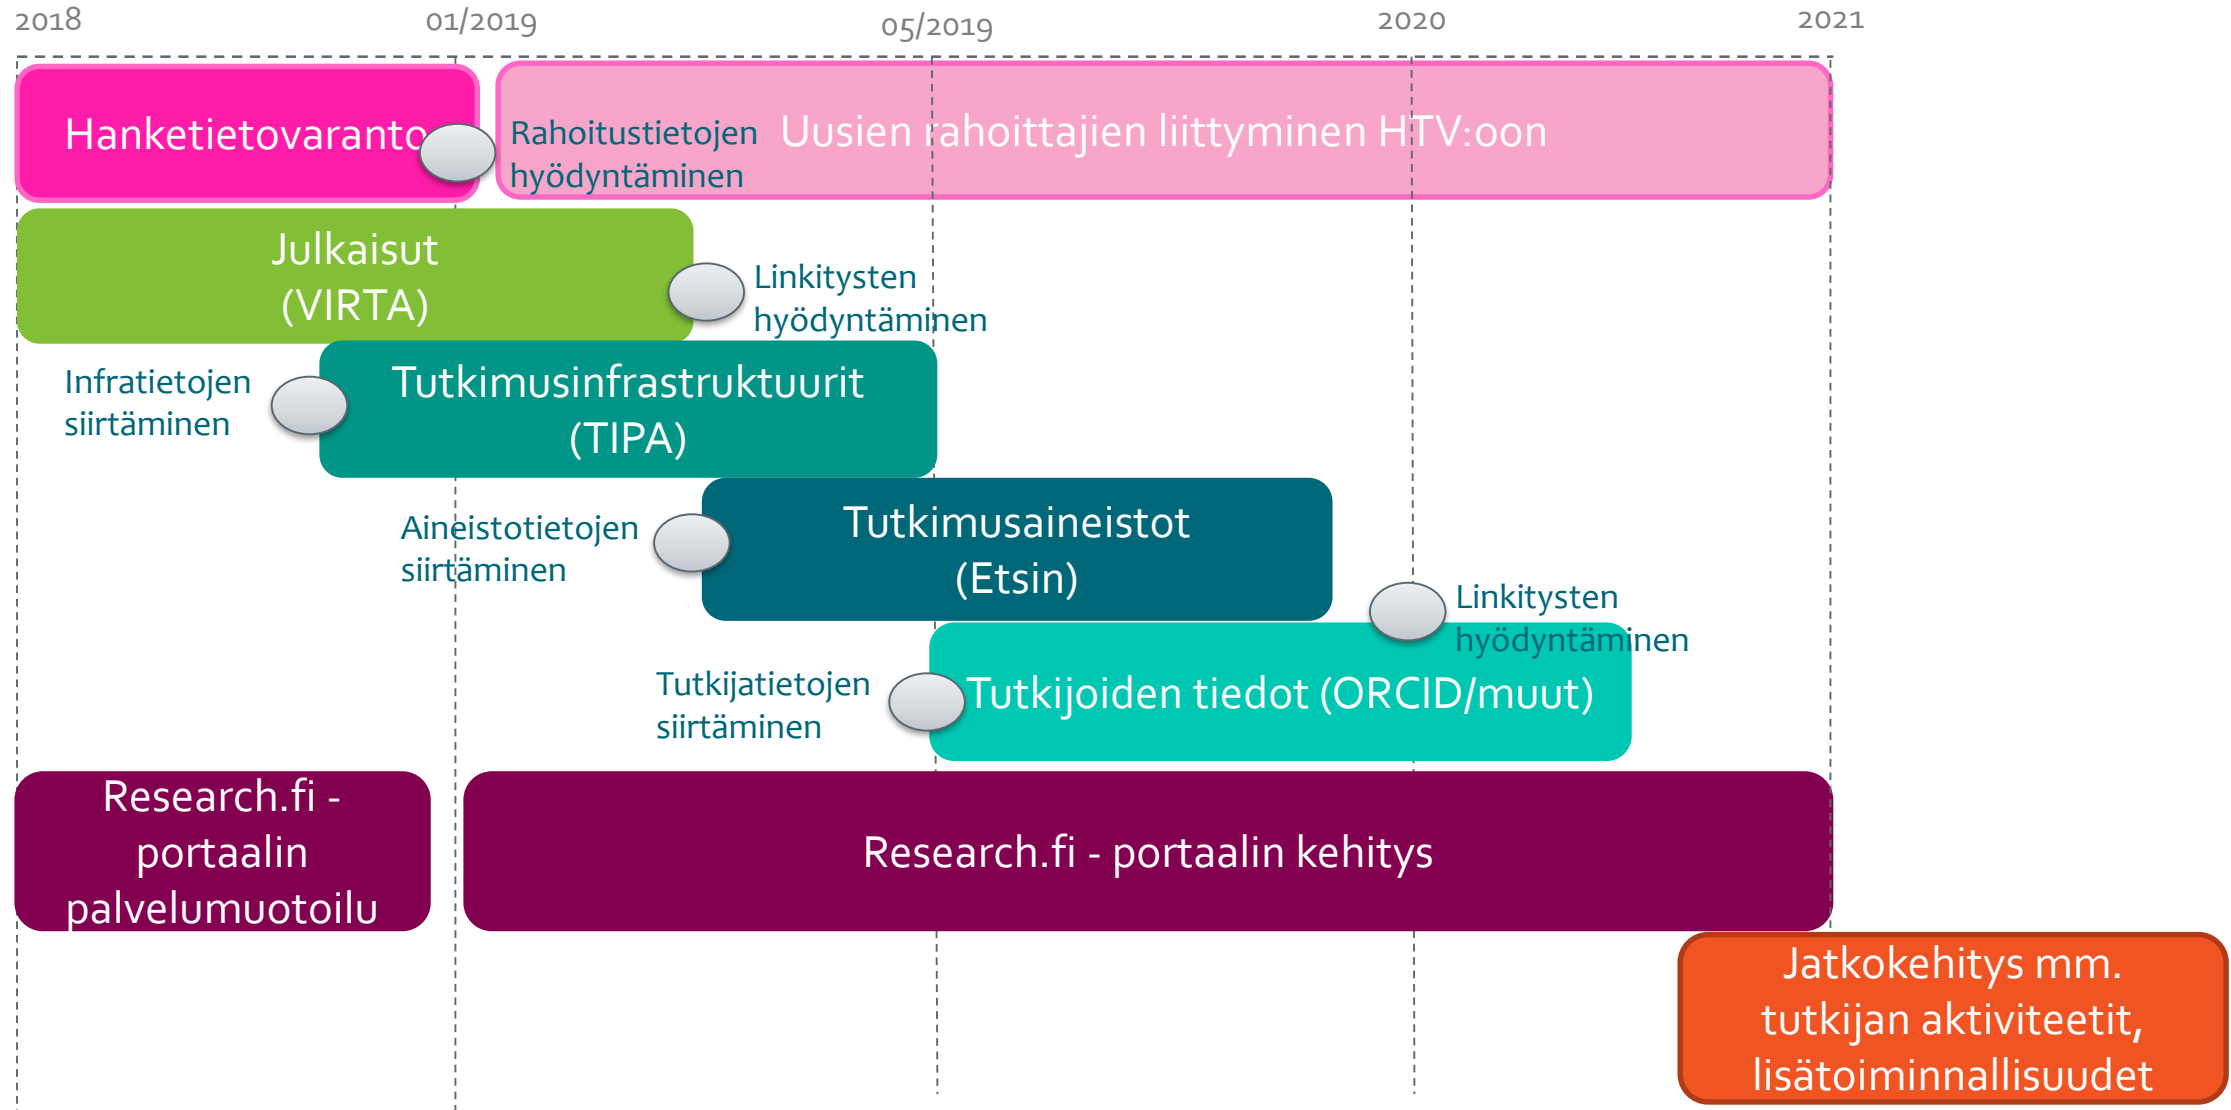 2018
01/2019
05/2019
2020
2021
Hanketietovaranto
Rahoitustietojen
hyödyntäminen
Uusien rahoittajien liittyminen HTV:oon
Julkaisut
(VIRTA)
Linkitysten
hyödyntäminen
Infratietojen
siirtäminen
Tutkimusinfrastruktuurit
(TIPA)
Aineistotietojen
siirtäminen
Tutkimusaineistot
(Etsin)
Linkitysten
hyödyntäminen
Tutkijatietojen
siirtäminen
Tutkijoiden tiedot (ORCID/muut)
Research.fi -
portaalin
palvelumuotoilu
Research.fi - portaalin kehitys
Jatkokehitys mm.
tutkijan aktiviteetit,
lisätoiminnallisuudet